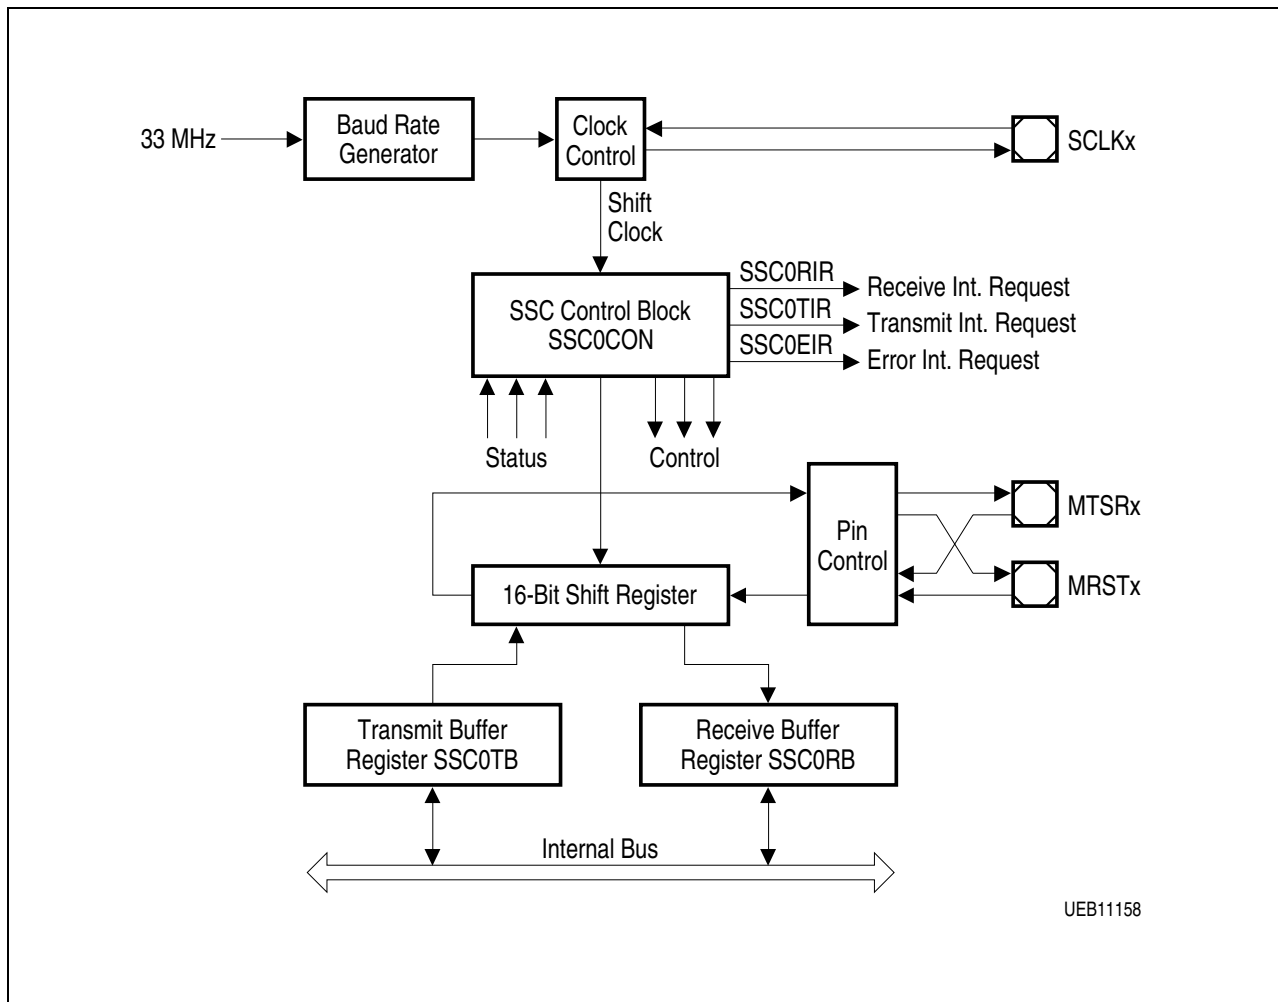 33 MHz
Baud Rate
Generator
Clock
Control
SCLKx
Shift
Clock
SSC Control Block
SSC0CON
SSC0RIR
Receive Int. Request
SSC0TIR
Transmit Int. Request
SSC0EIR
Error Int. Request
Status
Control
Pin
Control
MTSRx
MRSTx
16-Bit Shift Register
Transmit Buffer
Register SSC0TB
Receive Buffer
Register SSC0RB
Internal Bus
UEB11158